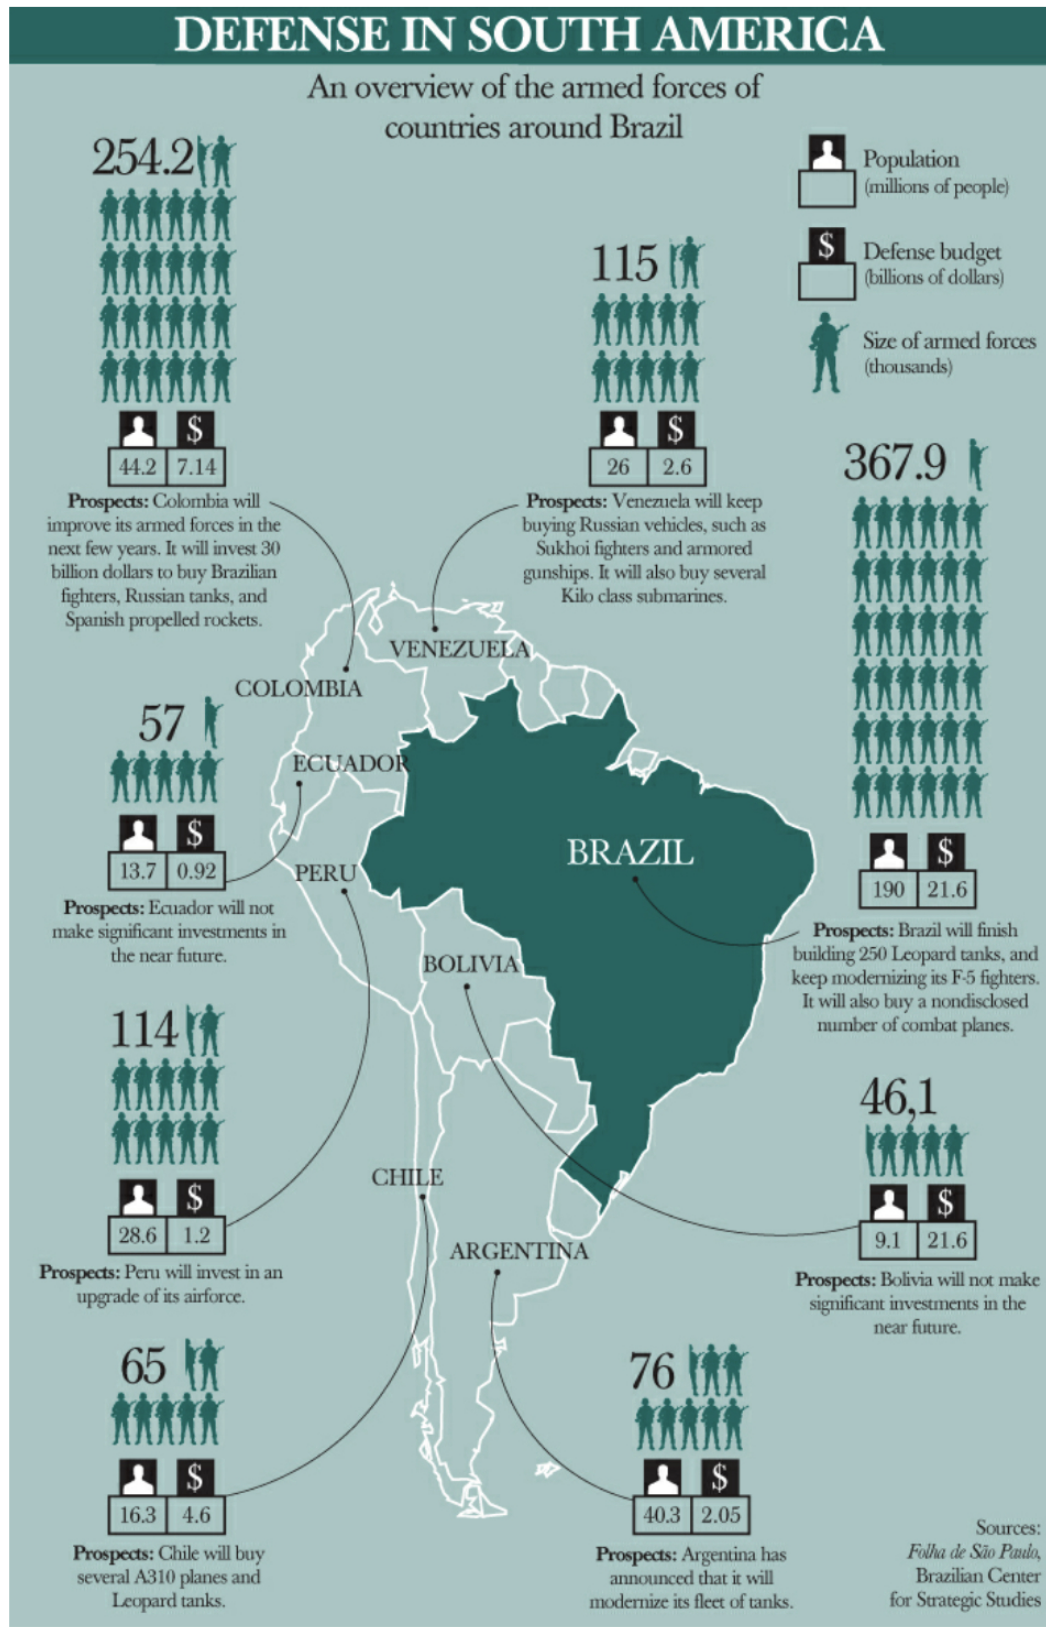 DEFENSE IN SOUTH AMERICA
An overview of the armed forces of
countries around Brazil
Population
(millions of people)
$
Defense budget
(billions of dollars)
Size of armed forces
(thousands)
254.2
$
44.2 7.14
Prospects: Colombia will
improve its armed forces in the
next few years. It will invest 30
billion dollars to buy Brazilian
fighters, Russian tanks, and
Spanish propelled rockets.
115
$
26 2.6
Prospects: Venezuela will keep
buying Russian vehicles, such as
Sukhoi fighters and armored
gunships. It will also buy several
Kilo class submarines.
367.9
$
190 21.6
Prospects: Brazil will finish
building 250 Leopard tanks, and
keep modernizing its F-5 fighters.
It will also buy a nondisclosed
number of combat planes.
VENEZUELA
COLOMBIA
ECUADOR
PERU
BRAZIL
BOLIVIA
CHILE
ARGENTINA
57
$
13.7 0.92
Prospects: Ecuador will not
make significant investments in
the near future.
114
$
28.6 1.2
Prospects: Peru will invest in an
upgrade of its airforce.
46,1
$
9.1 21.6
Prospects: Bolivia will not make
significant investments in the
near future.
65
$
16.3 4.6
Prospects: Chile will buy
several A310 planes and
Leopard tanks.
76
$
40.3 2.05
Prospects: Argentina has
announced that it will
modernize its fleet of tanks.
Sources:
Folha de São Paulo,
Brazilian Center
for Strategic Studies